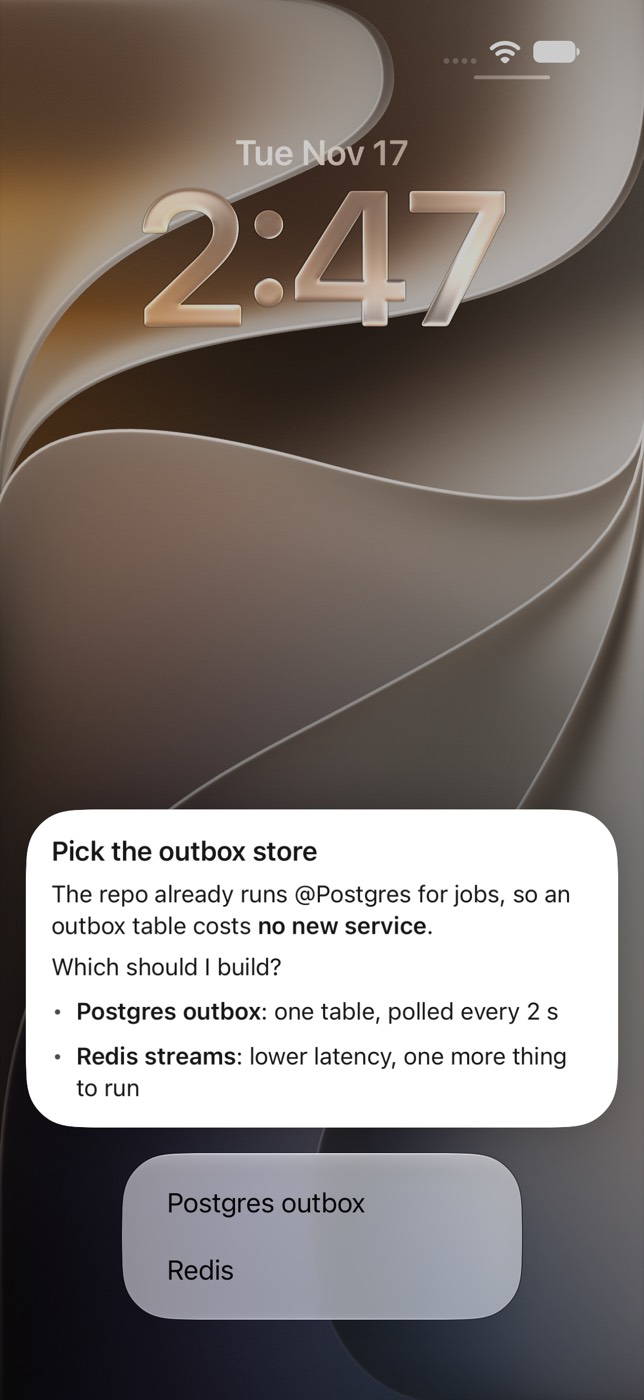 Tue Nov 17
2:47
Pick the outbox store
The repo already runs @Postgres for jobs, so an
outbox table costs no new service.
Which should I build?
• Postgres outbox: one table, polled every 2 s
• Redis streams: lower latency, one more thing
to run
Postgres outbox
Redis